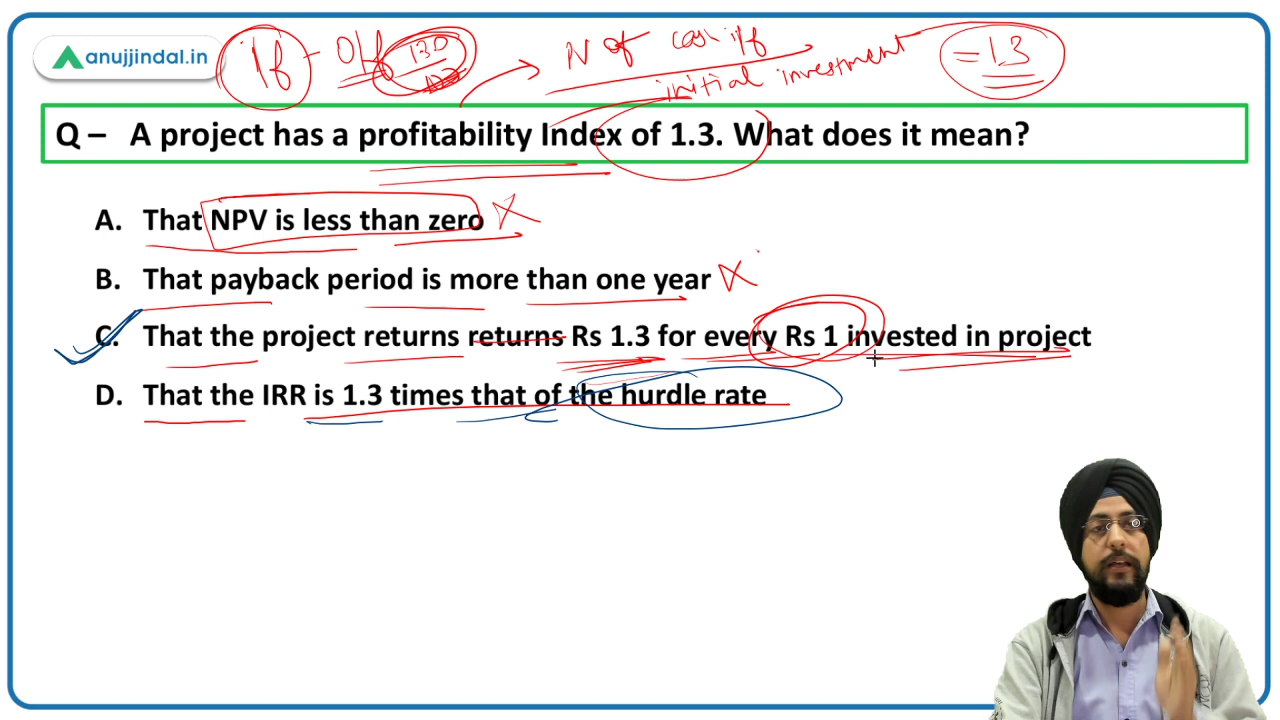 anujjindal.in
If - 130
N of cash i/f
initial investment = 1.3
Q – A project has a profitability Index of 1.3. What does it mean?
A. That NPV is less than zero
B. That payback period is more than one year
C. That the project returns returns Rs 1.3 for every Rs 1 invested in project
D. That the IRR is 1.3 times that of the hurdle rate